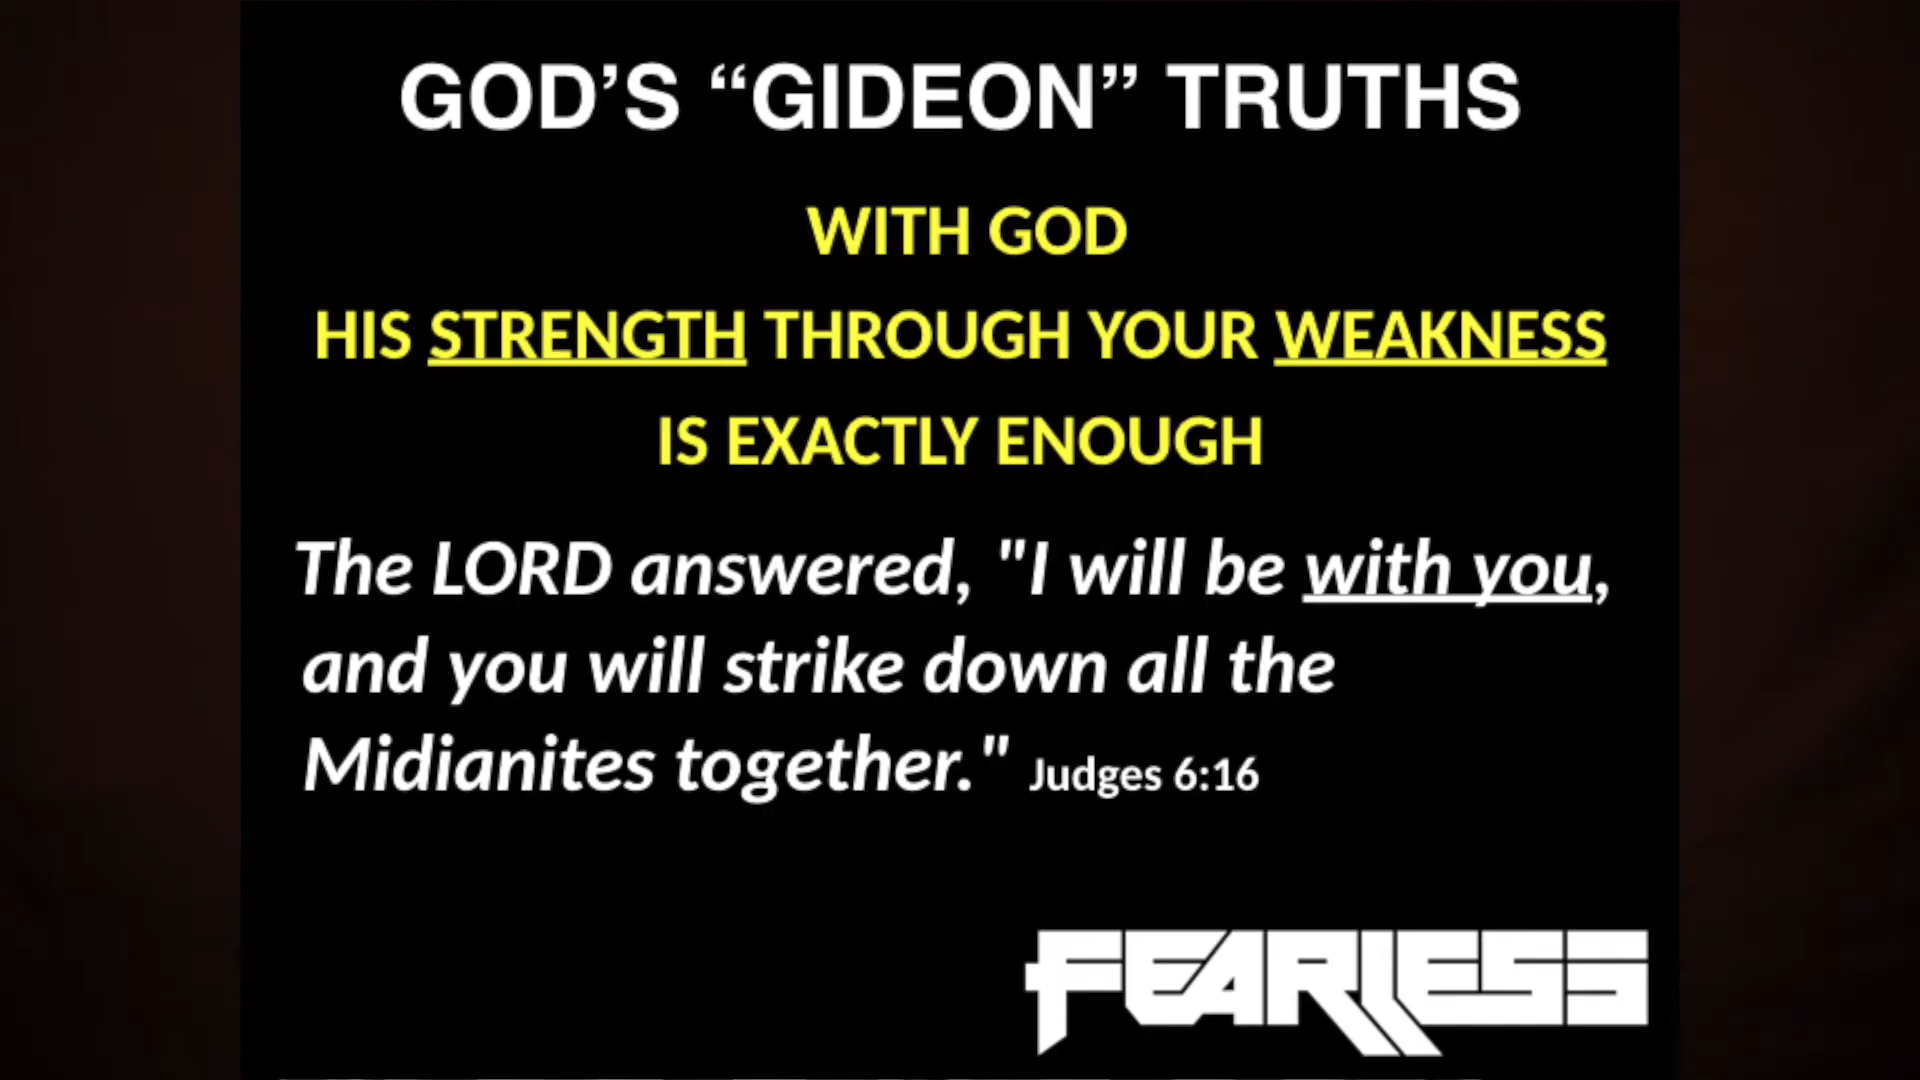 GOD’S “GIDEON” TRUTHS
WITH GOD
HIS STRENGTH THROUGH YOUR WEAKNESS
IS EXACTLY ENOUGH
The LORD answered, "I will be with you,
and you will strike down all the
Midianites together." Judges 6:16
FEARLESS